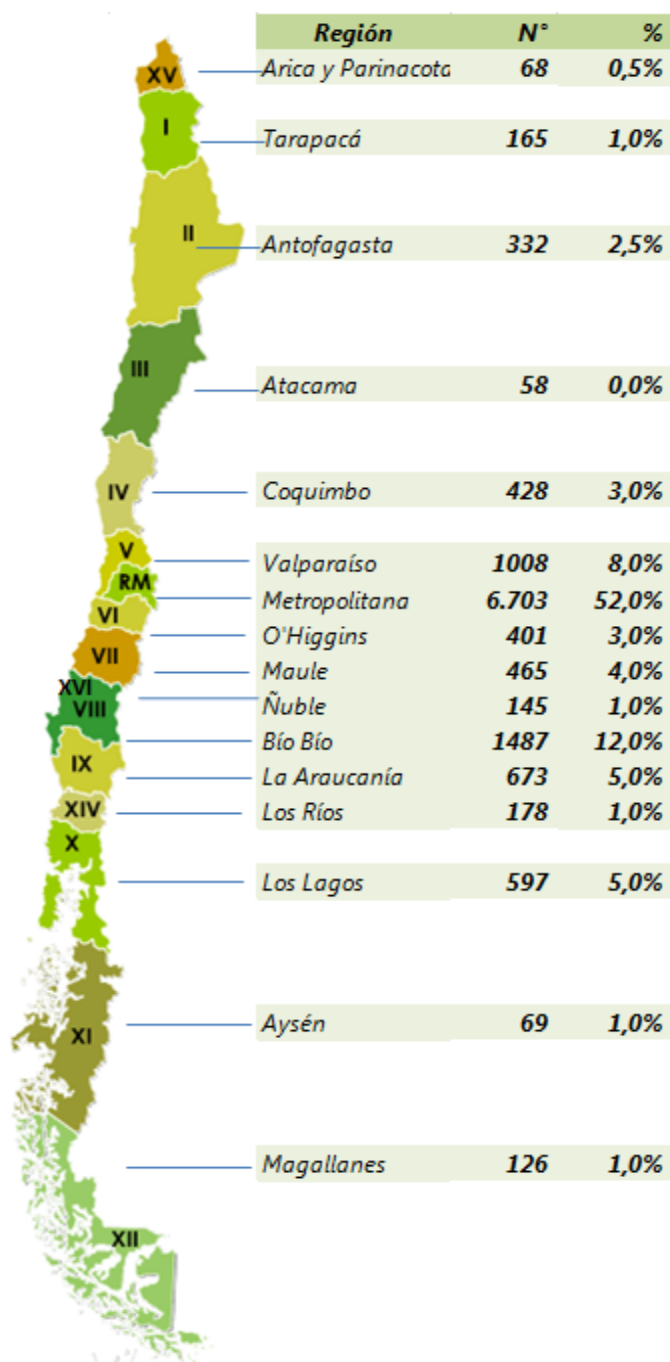 Región N° %
XV Arica y Parinacota 68 0,5%
I Tarapacá 165 1,0%
II Antofagasta 332 2,5%
III Atacama 58 0,0%
IV Coquimbo 428 3,0%
V Valparaíso 1008 8,0%
RM Metropolitana 6.703 52,0%
VI O'Higgins 401 3,0%
VII Maule 465 4,0%
XVI Ñuble 145 1,0%
VIII Bío Bío 1487 12,0%
IX La Araucanía 673 5,0%
XIV Los Ríos 178 1,0%
X Los Lagos 597 5,0%
XI Aysén 69 1,0%
Magallanes 126 1,0%
XII